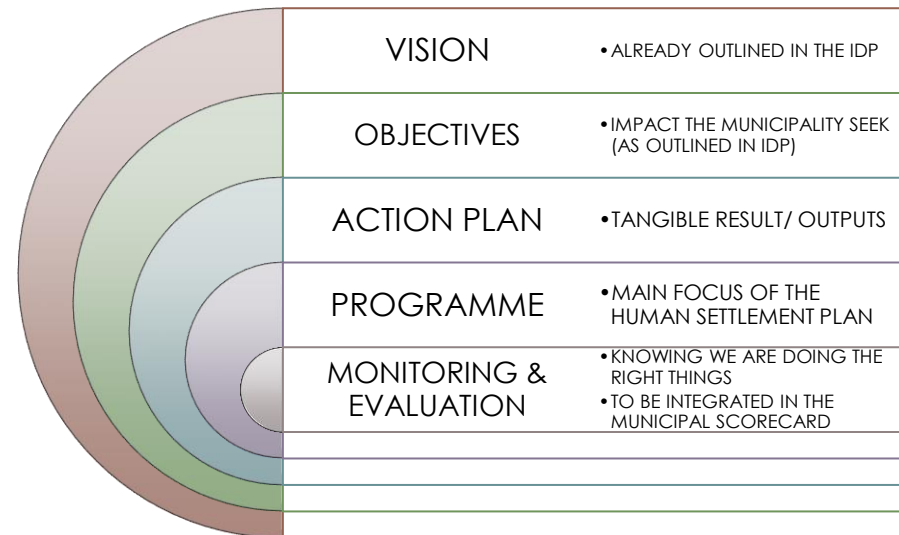 VISION
•ALREADY OUTLINED IN THE IDP
OBJECTIVES
•IMPACT THE MUNICIPALITY SEEK
(AS OUTLINED IN IDP)
ACTION PLAN
•TANGIBLE RESULT/ OUTPUTS
PROGRAMME
•MAIN FOCUS OF THE
HUMAN SETTLEMENT PLAN
MONITORING &
EVALUATION
•KNOWING WE ARE DOING THE
RIGHT THINGS
•TO BE INTEGRATED IN THE
MUNICIPAL SCORECARD